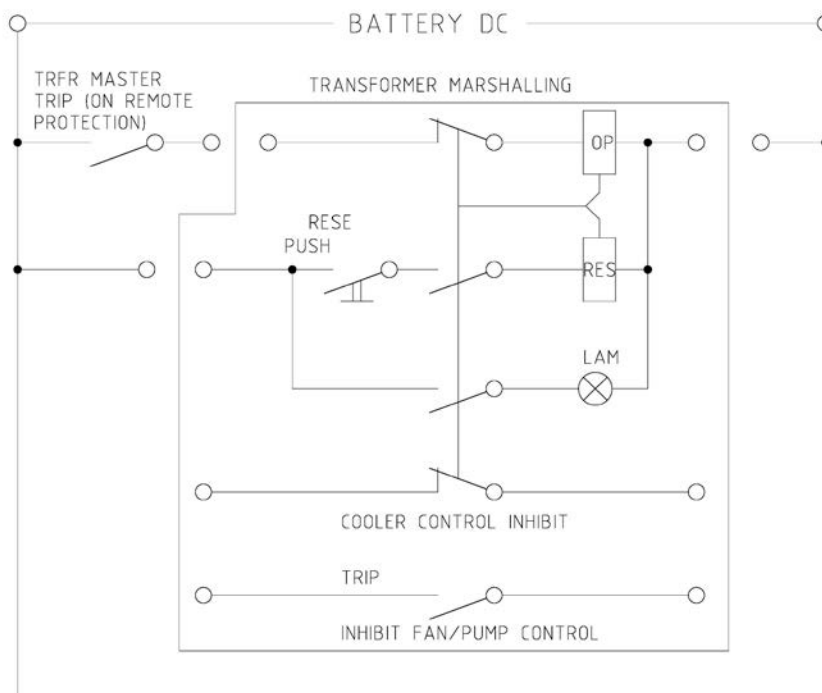 BATTERY DC
TRFR MASTER
TRIP (ON REMOTE
PROTECTION)
TRANSFORMER MARSHALLING
OP
RESE
PUSH
RES
LAM
COOLER CONTROL INHIBIT
TRIP
INHIBIT FAN/PUMP CONTROL